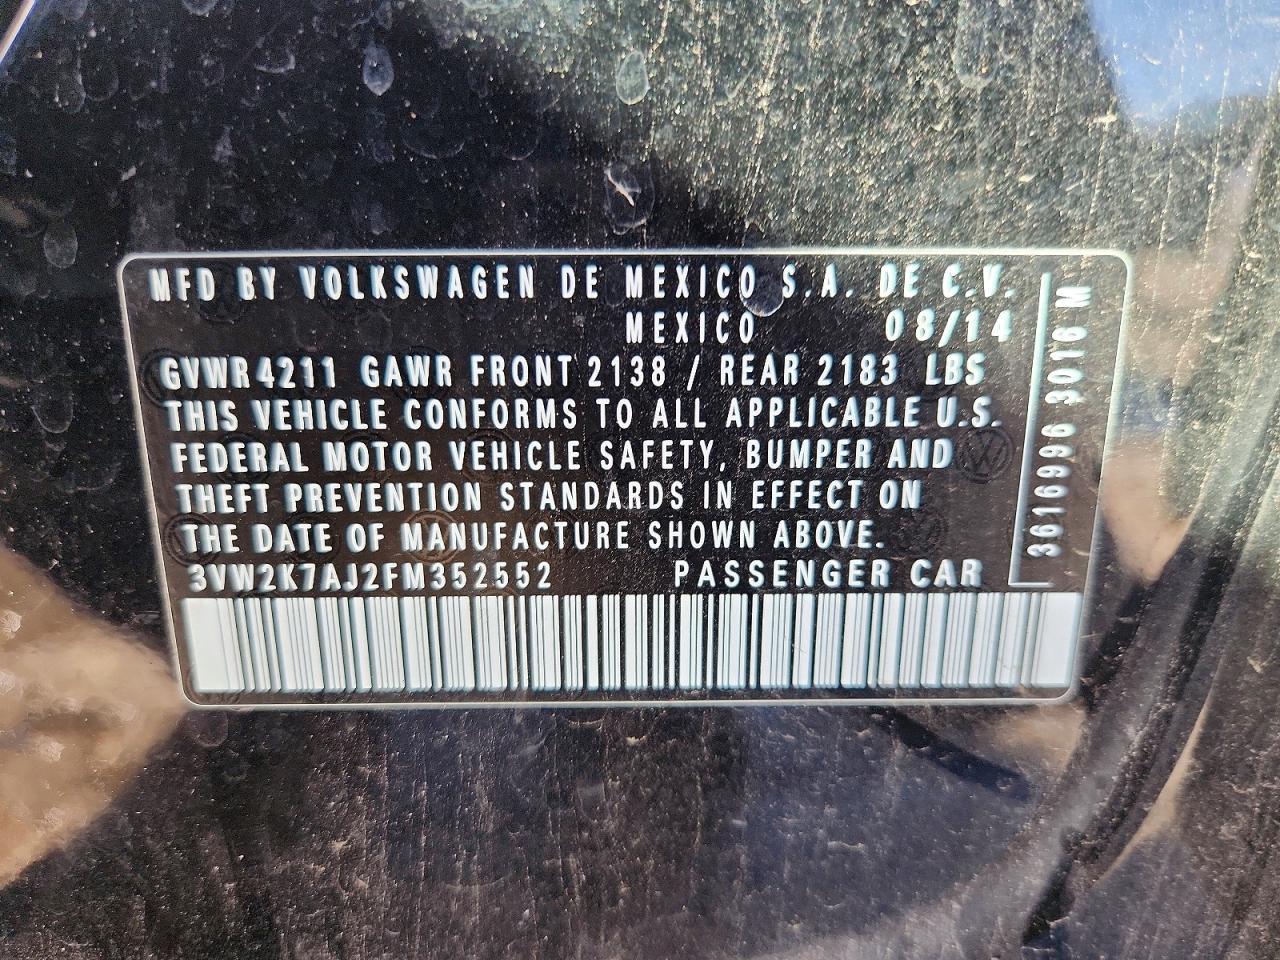 MFD BY VOLKSWAGEN DE MEXICO S.A. DE C.V.
MEXICO 08/14
GVWR 4211 GAWR FRONT 2138 / REAR 2183 LBS
THIS VEHICLE CONFORMS TO ALL APPLICABLE U.S.
FEDERAL MOTOR VEHICLE SAFETY, BUMPER AND
THEFT PREVENTION STANDARDS IN EFFECT ON
THE DATE OF MANUFACTURE SHOWN ABOVE.
3VW2K7AJ2FM352552 PASSENGER CAR
3616996 3016 M